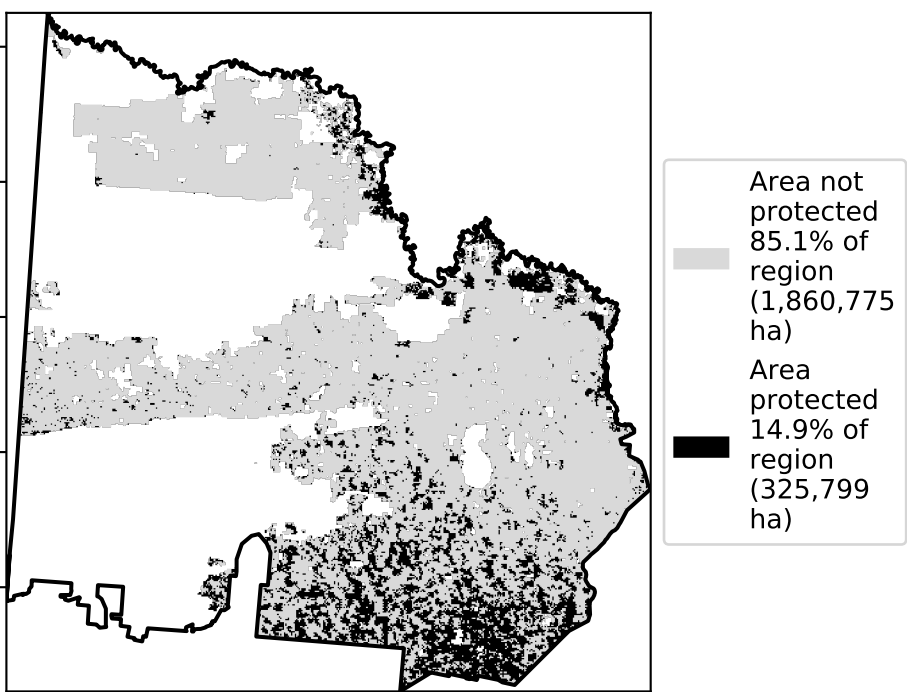 Area not
protected
85.1% of
region
(1,860,775
ha)
Area
protected
14.9% of
region
(325,799
ha)